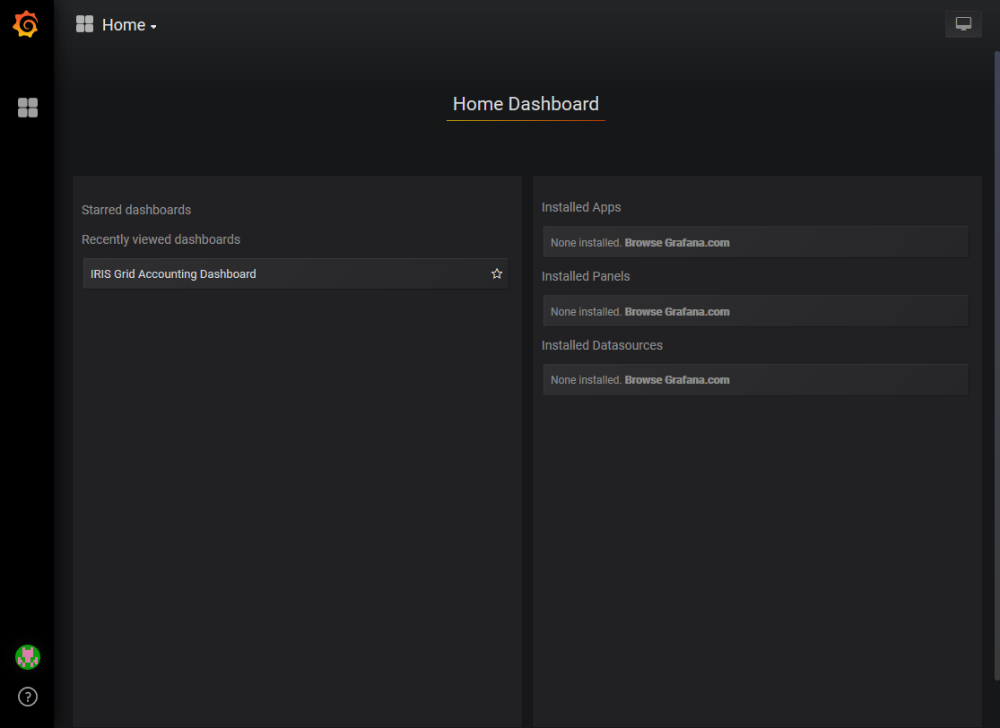 Home
Home Dashboard
Starred dashboards
Recently viewed dashboards
IRIS Grid Accounting Dashboard
Installed Apps
None installed. Browse Grafana.com
Installed Panels
None installed. Browse Grafana.com
Installed Datasources
None installed. Browse Grafana.com
?